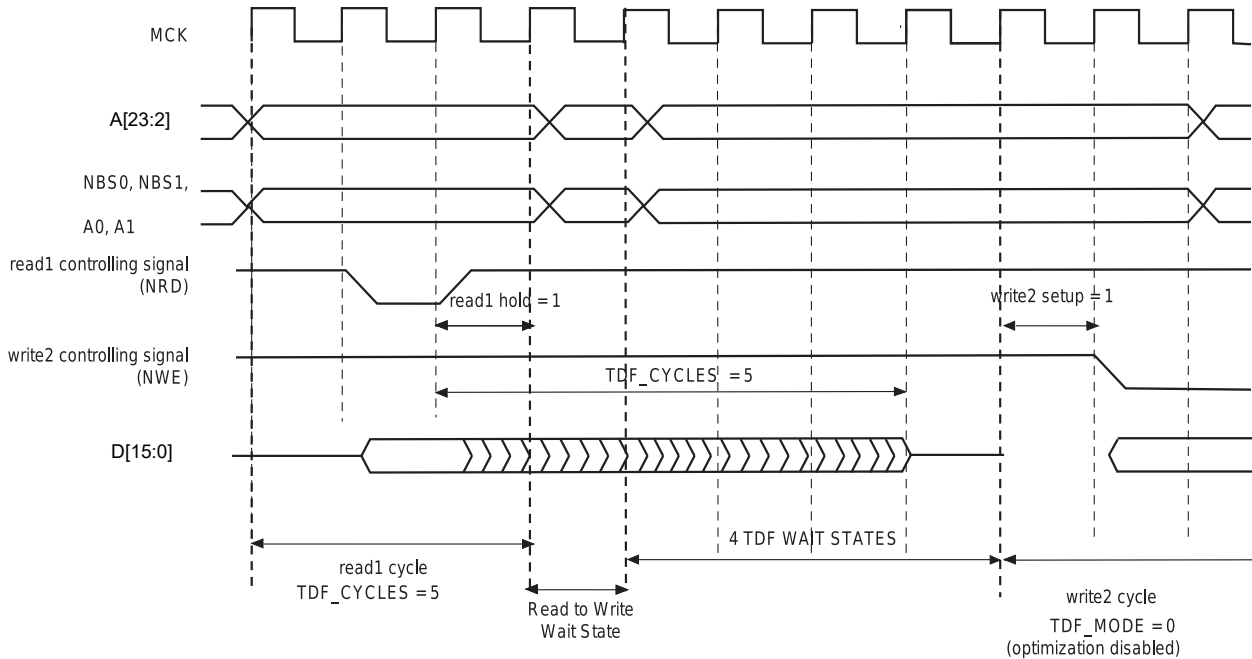 MCK
A[23:2]
NBS0, NBS1,
A0, A1
read1 controlling signal
(NRD)
read1 hold = 1
write2 setup = 1
write2 controlling signal
(NWE)
TDF_CYCLES = 5
D[15:0]
4 TDF WAIT STATES
read1 cycle
TDF_CYCLES = 5
Read to Write
Wait State
write2 cycle
TDF_MODE = 0
(optimization disabled)